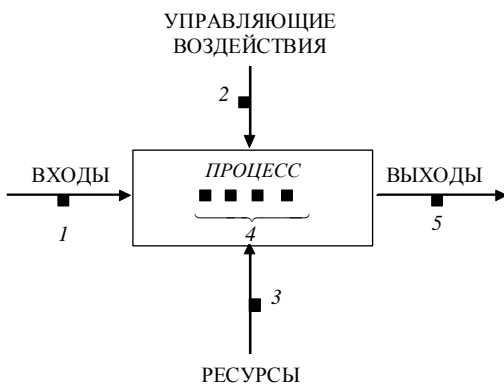 УПРАВЛЯЮЩИЕ
ВОЗДЕЙСТВИЯ
2
ПРОЦЕСС
ВХОДЫ
ВЫХОДЫ
1
4
5
3
РЕСУРСЫ